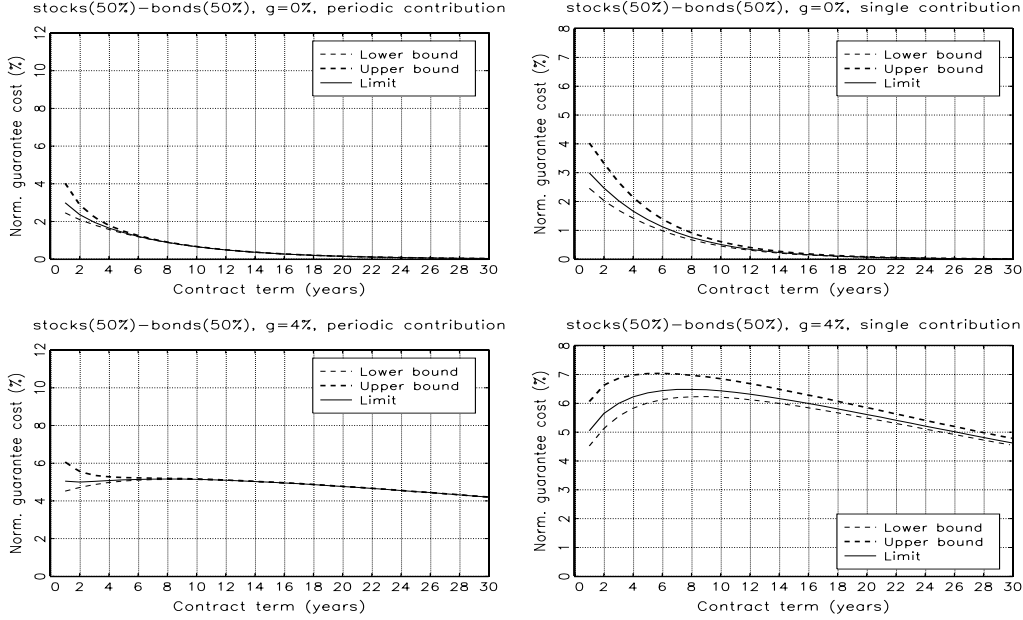 stocks(50%)−bonds(50%), g=0%, periodic contribution
Norm. guarantee cost (%)
12
10
8
6
4
2
0
Lower bound
Upper bound
Limit
0 2 4 6 8 10 12 14 16 18 20 22 24 26 28 30
Contract term (years)
stocks(50%)−bonds(50%), g=0%, single contribution
Norm. guarantee cost (%)
8
7
6
5
4
3
2
1
0
Lower bound
Upper bound
Limit
0 2 4 6 8 10 12 14 16 18 20 22 24 26 28 30
Contract term (years)
stocks(50%)−bonds(50%), g=4%, periodic contribution
Norm. guarantee cost (%)
12
10
8
6
4
2
0
Lower bound
Upper bound
Limit
0 2 4 6 8 10 12 14 16 18 20 22 24 26 28 30
Contract term (years)
stocks(50%)−bonds(50%), g=4%, single contribution
Norm. guarantee cost (%)
8
7
6
5
4
3
2
1
0
Lower bound
Upper bound
Limit
0 2 4 6 8 10 12 14 16 18 20 22 24 26 28 30
Contract term (years)